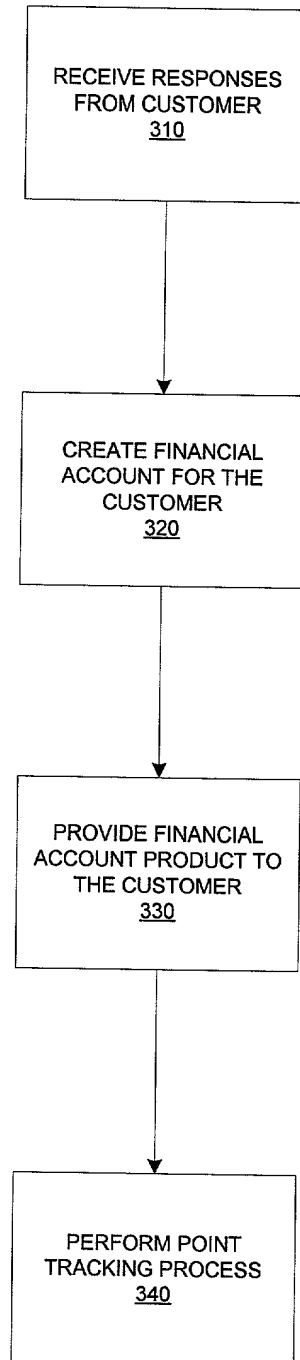 RECEIVE RESPONSES
FROM CUSTOMER
310
CREATE FINANCIAL
ACCOUNT FOR THE
CUSTOMER
320
PROVIDE FINANCIAL
ACCOUNT PRODUCT TO
THE CUSTOMER
330
PERFORM POINT
TRACKING PROCESS
340